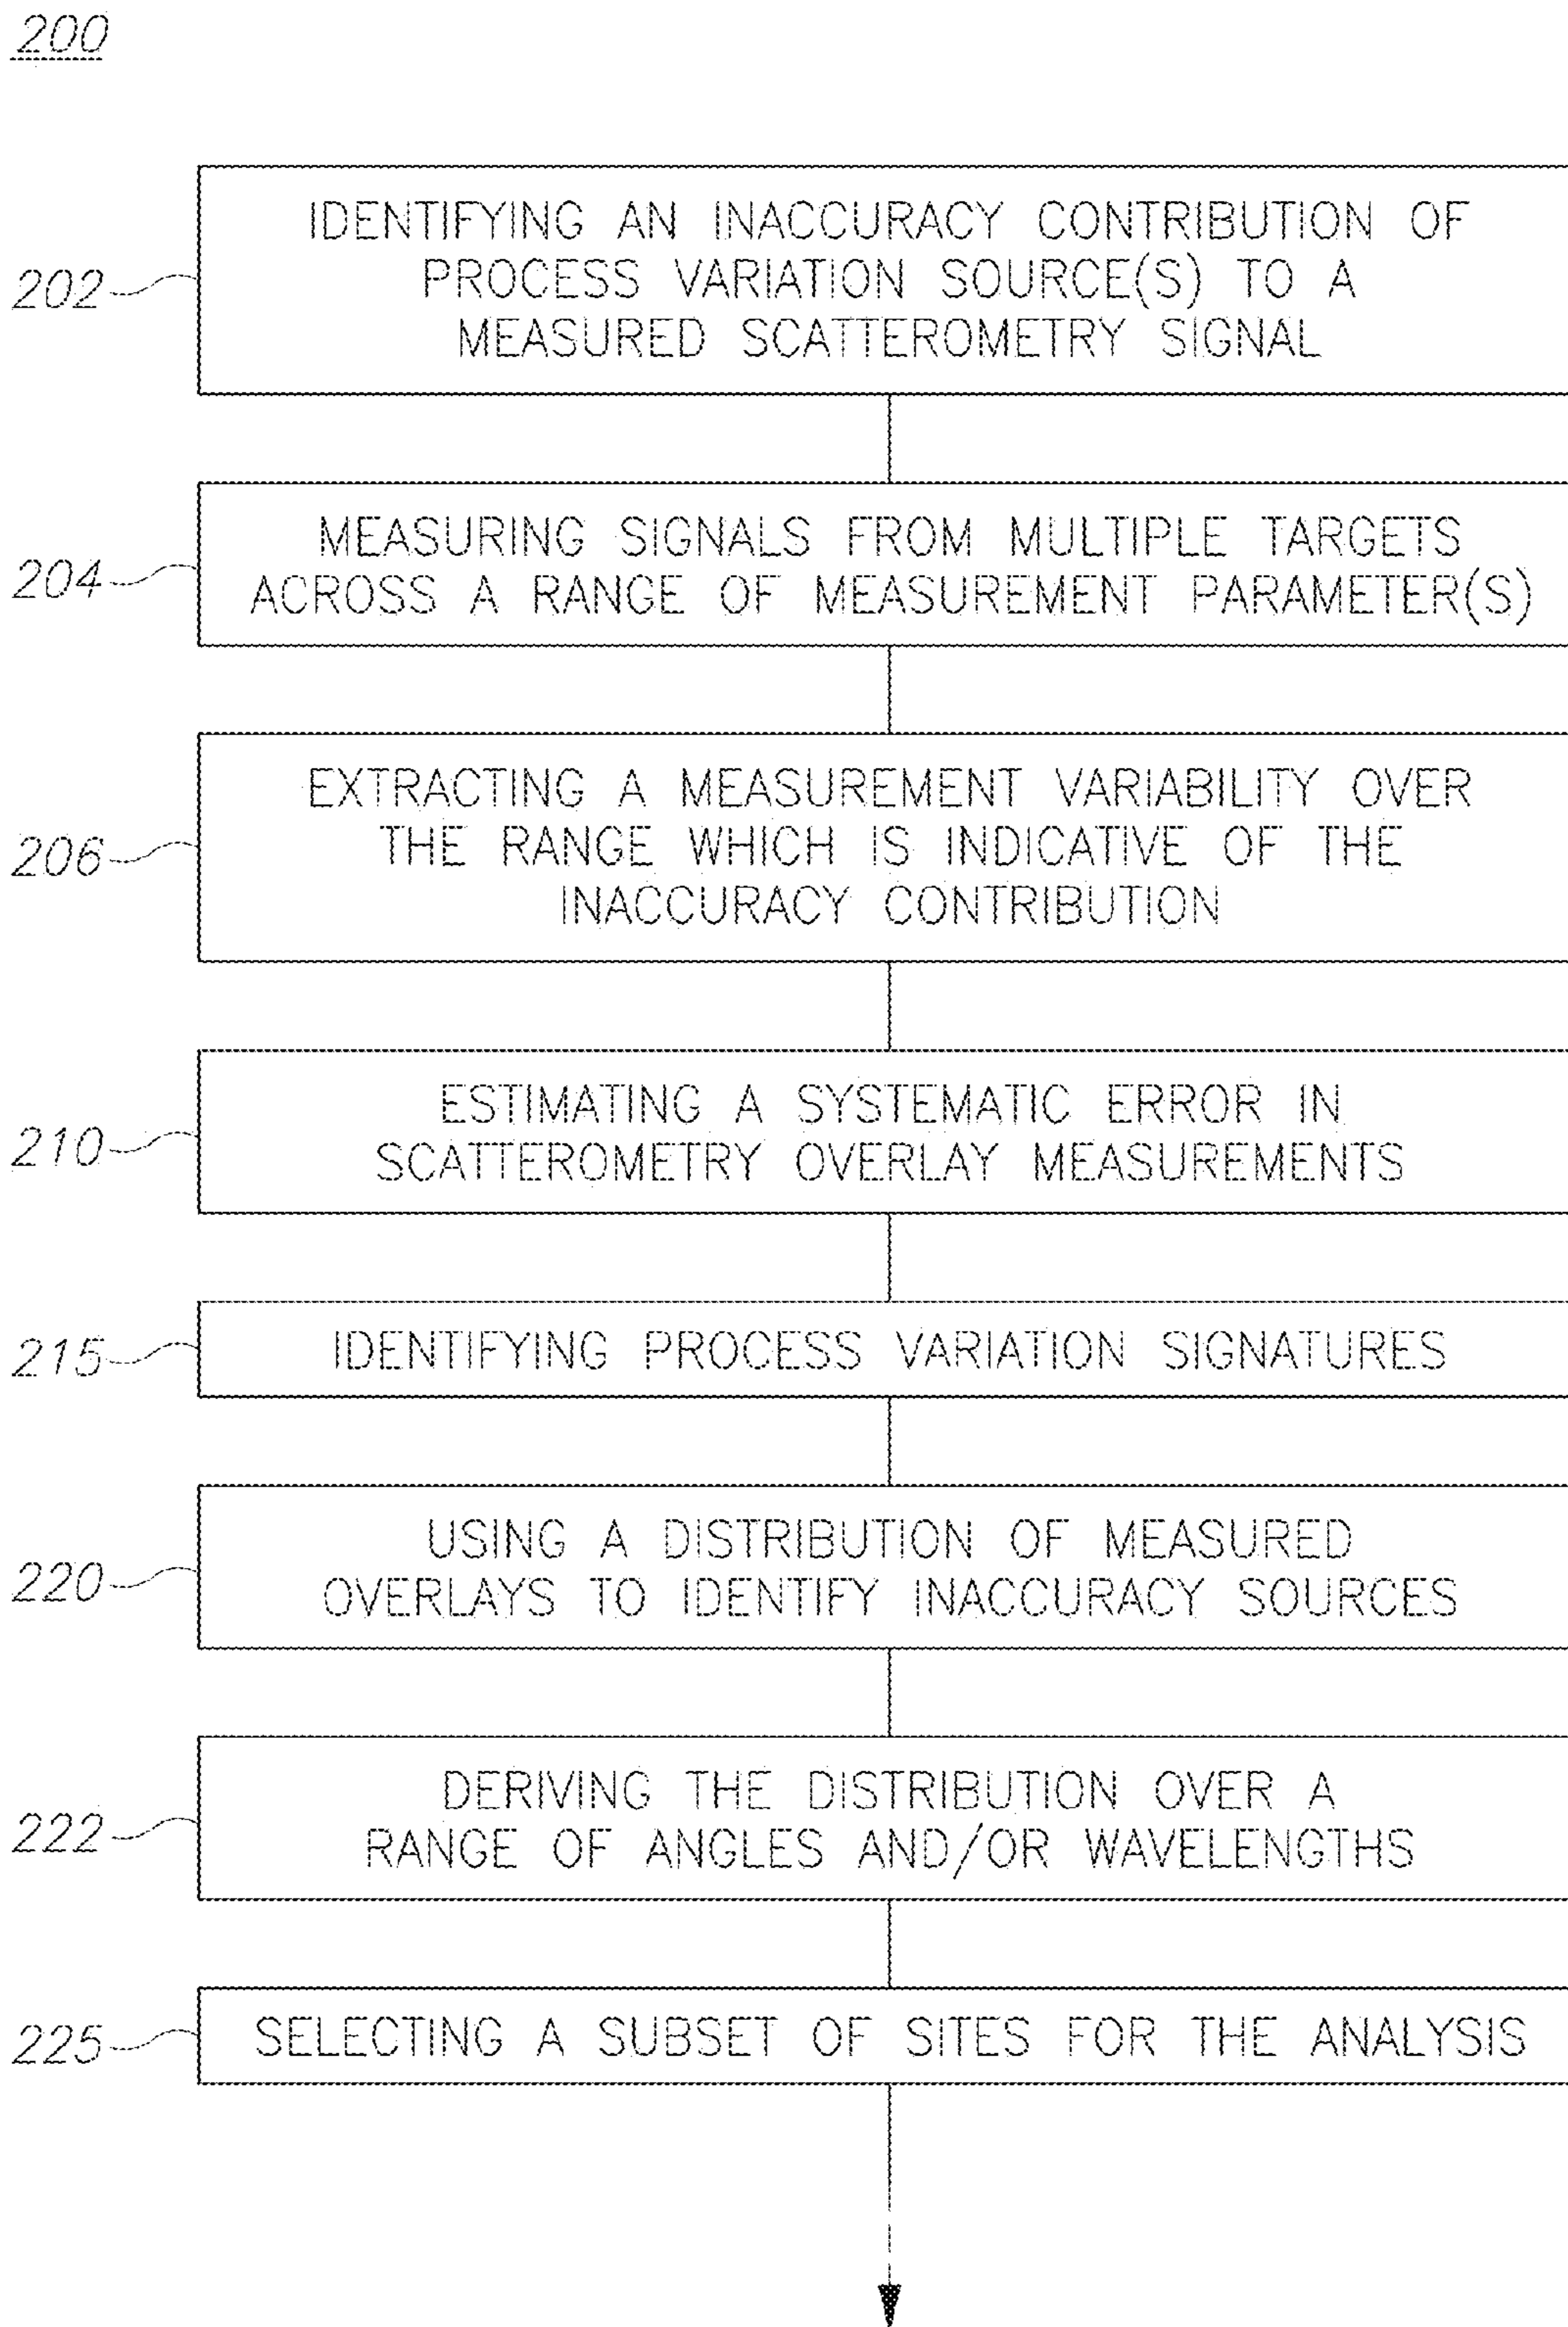 200
202
IDENTIFYING AN INACCURACY CONTRIBUTION OF
PROCESS VARIATION SOURCE(S) TO A
MEASURED SCATTEROMETRY SIGNAL
204
MEASURING SIGNALS FROM MULTIPLE TARGETS
ACROSS A RANGE OF MEASUREMENT PARAMETER(S)
206
EXTRACTING A MEASUREMENT VARIABILITY OVER
THE RANGE WHICH IS INDICATIVE OF THE
INACCURACY CONTRIBUTION
210
ESTIMATING A SYSTEMATIC ERROR IN
SCATTEROMETRY OVERLAY MEASUREMENTS
215
IDENTIFYING PROCESS VARIATION SIGNATURES
220
USING A DISTRIBUTION OF MEASURED
OVERLAYS TO IDENTIFY INACCURACY SOURCES
222
DERIVING THE DISTRIBUTION OVER A
RANGE OF ANGLES AND/OR WAVELENGTHS
225
SELECTING A SUBSET OF SITES FOR THE ANALYSIS